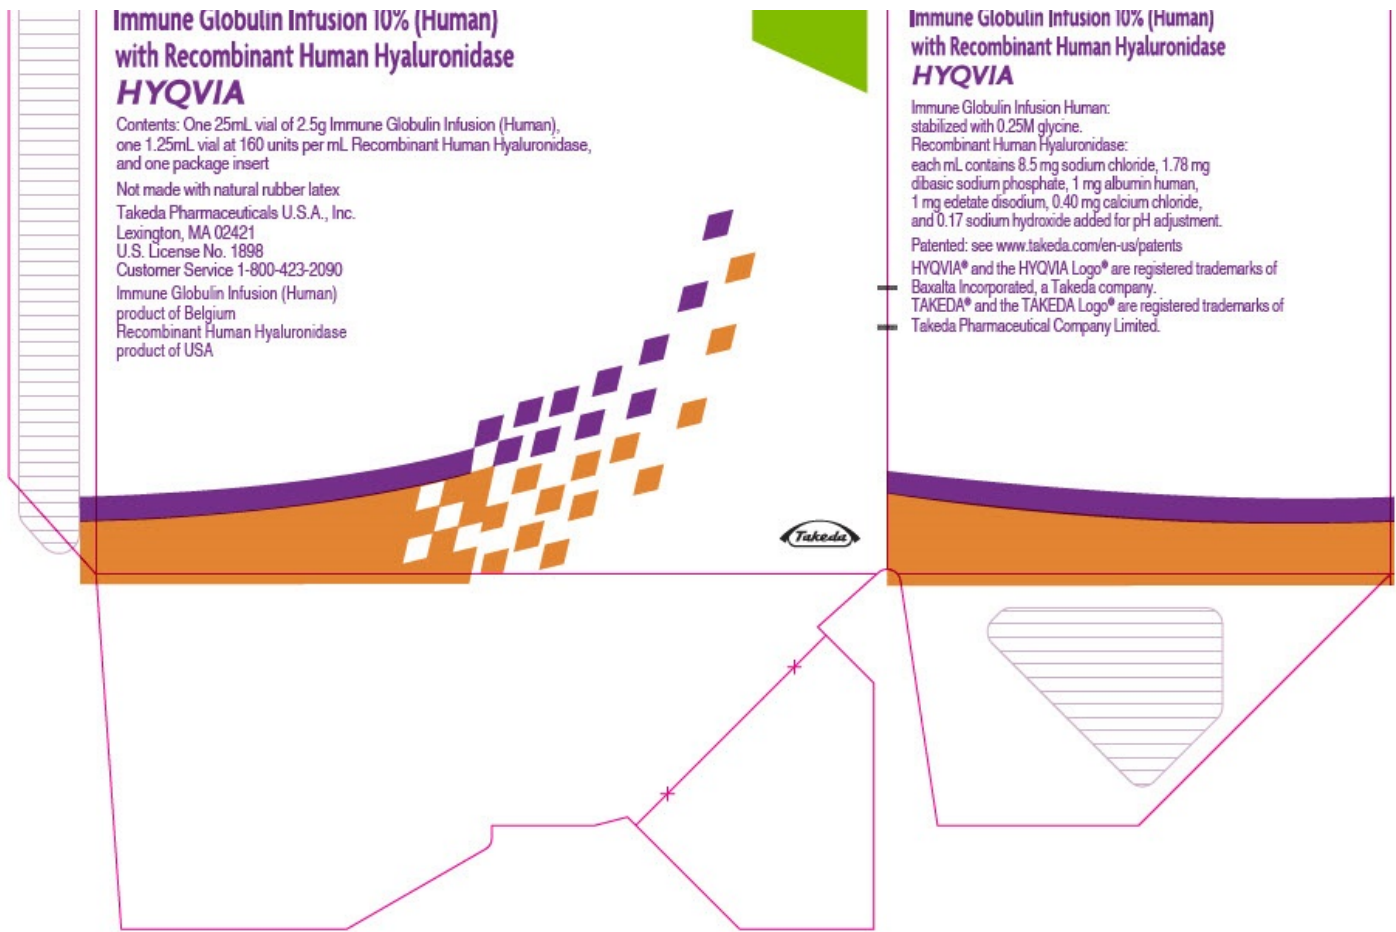 Immune Globulin Infusion 10% (Human)
with Recombinant Human Hyaluronidase
HYQVIA
Contents: One 25mL vial of 2.5g Immune Globulin Infusion (Human),
one 1.25mL vial at 160 units per mL Recombinant Human Hyaluronidase,
and one package insert
Not made with natural rubber latex
Takeda Pharmaceuticals U.S.A., Inc.
Lexington, MA 02421
U.S. License No. 1898
Customer Service 1-800-423-2090
Immune Globulin Infusion (Human)
product of Belgium
Recombinant Human Hyaluronidase
product of USA
Takeda
Immune Globulin Infusion 10% (Human)
with Recombinant Human Hyaluronidase
HYQVIA
Immune Globulin Infusion Human:
stabilized with 0.25M glycine.
Recombinant Human Hyaluronidase:
each mL contains 8.5 mg sodium chloride, 1.78 mg
dibasic sodium phosphate, 1 mg albumin human,
1 mg edetate disodium, 0.40 mg calcium chloride,
and 0.17 sodium hydroxide added for pH adjustment.
Patented: see www.takeda.com/en-us/patents
HYQVIA® and the HYQVIA Logo® are registered trademarks of
Baxalta Incorporated, a Takeda company.
TAKEDA® and the TAKEDA Logo® are registered trademarks of
Takeda Pharmaceutical Company Limited.